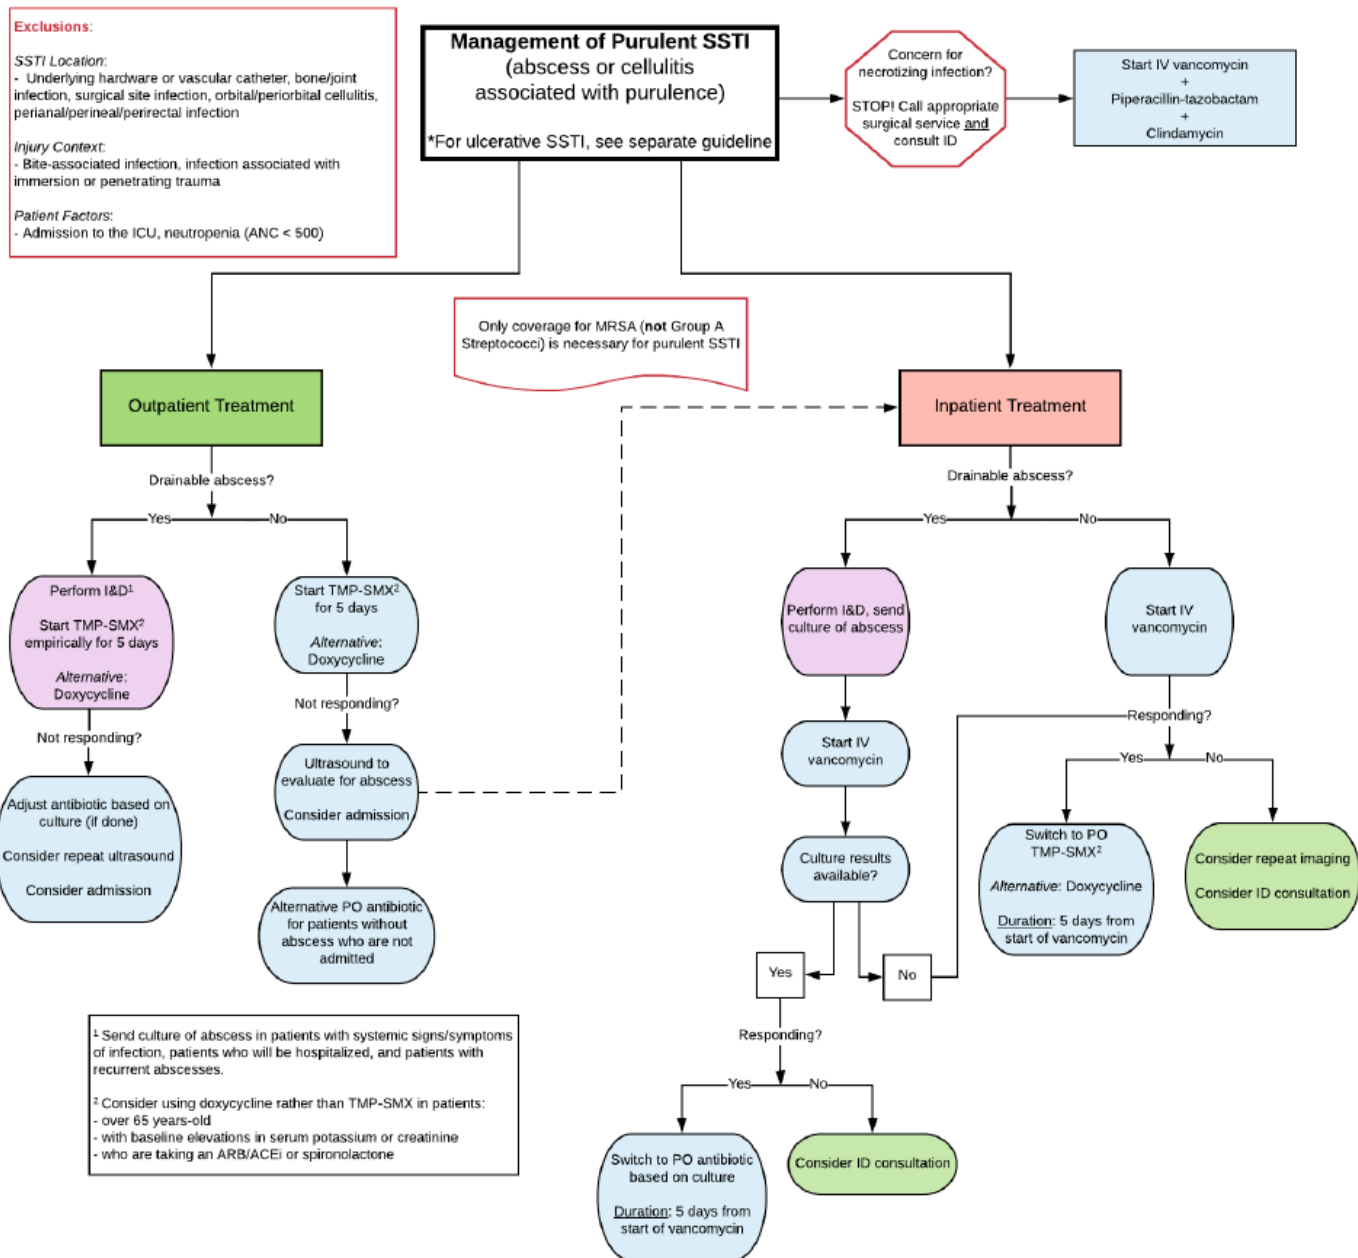 Exclusions:
SSTI Location:
- Underlying hardware or vascular catheter, bone/joint
infection, surgical site infection, orbital/periorbital cellulitis,
perianal/perineal/perirectal infection
Injury Context:
- Bite-associated infection, infection associated with
immersion or penetrating trauma
Patient Factors:
- Admission to the ICU, neutropenia (ANC < 500)
Management of Purulent SSTI
(abscess or cellulitis
associated with purulence)
*For ulcerative SSTI, see separate guideline
Concern for
necrotizing infection?
STOP! Call appropriate
surgical service and
consult ID
Start IV vancomycin
+
Piperacillin-tazobactam
+
Clindamycin
Only coverage for MRSA (not Group A
Streptococci) is necessary for purulent SSTI
Outpatient Treatment
Drainable abscess?
Yes
No
Perform I&D¹
Start TMP-SMX²
empirically for 5 days
Alternative:
Doxycycline
Not responding?
Adjust antibiotic based on
culture (if done)
Consider repeat ultrasound
Consider admission
Start TMP-SMX²
for 5 days
Alternative:
Doxycycline
Not responding?
Ultrasound to
evaluate for abscess
Consider admission
Alternative PO antibiotic
for patients without
abscess who are not
admitted
Inpatient Treatment
Drainable abscess?
Yes
No
Perform I&D, send
culture of abscess
Start IV
vancomycin
Culture results
available?
Yes
No
Responding?
Yes
No
Switch to PO antibiotic
based on culture
Duration: 5 days from
start of vancomycin
Consider ID consultation
Start IV
vancomycin
Responding?
Yes
No
Switch to PO
TMP-SMX²
Alternative: Doxycycline
Duration: 5 days from
start of vancomycin
Consider repeat imaging
Consider ID consultation
¹ Send culture of abscess in patients with systemic signs/symptoms
of infection, patients who will be hospitalized, and patients with
recurrent abscesses.
² Consider using doxycycline rather than TMP-SMX in patients:
- over 65 years-old
- with baseline elevations in serum potassium or creatinine
- who are taking an ARB/ACEi or spironolactone